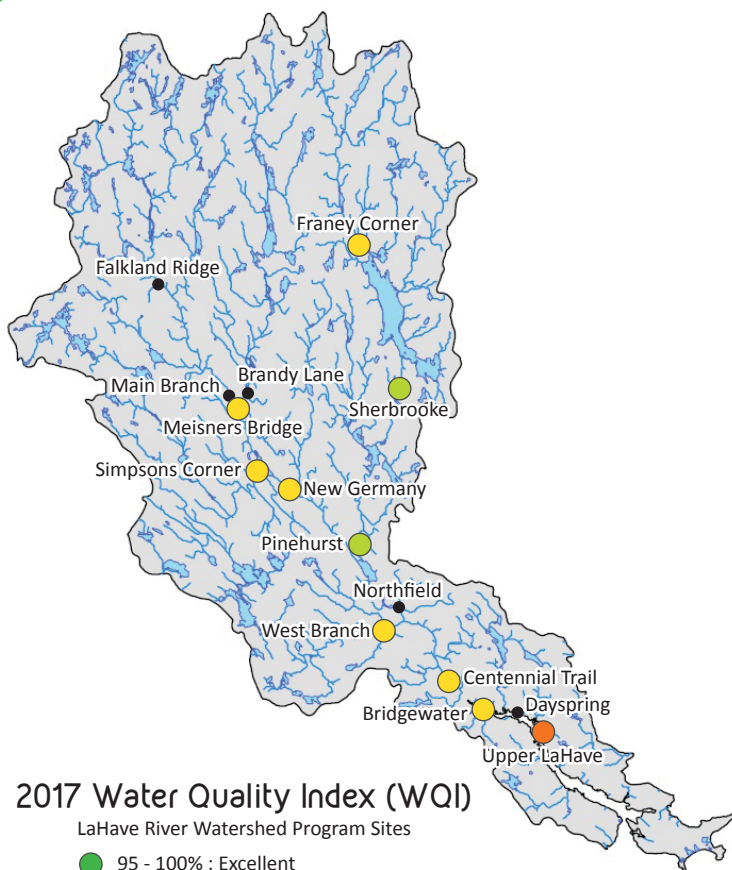 Franey Corner
Falkland Ridge
Main Branch
Brandy Lane
Sherbrooke
Meisners Bridge
Simpsons Corner
New Germany
Pinehurst
Northfield
West Branch
Centennial Trail
Dayspring
Bridgewater
Upper LaHave
2017 Water Quality Index (WQI)
LaHave River Watershed Program Sites
95 - 100% : Excellent